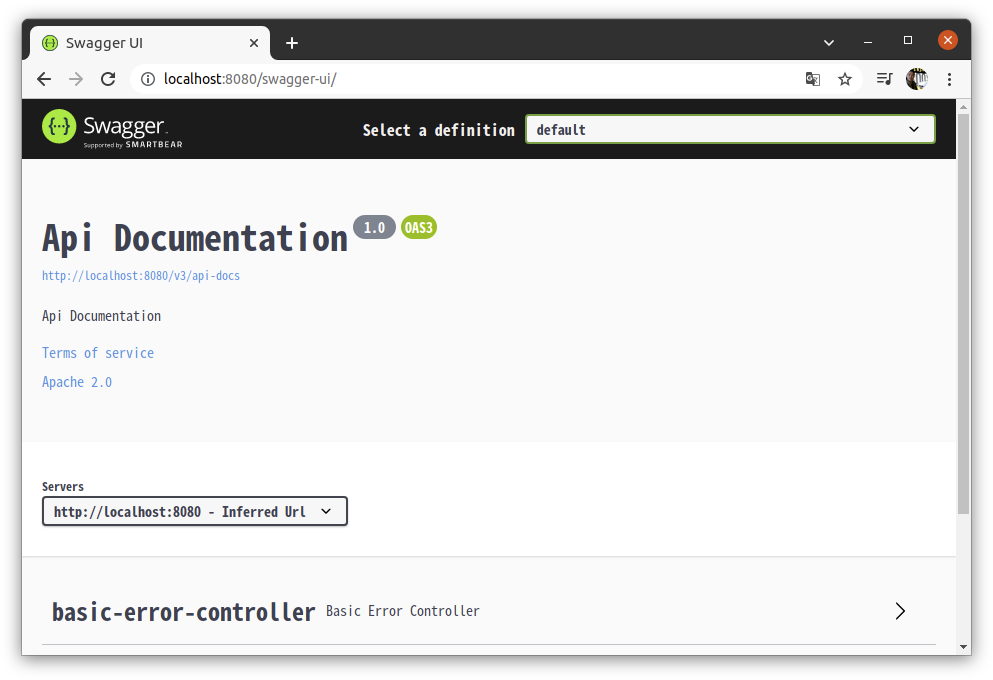 Swagger UI
localhost:8080/swagger-ui/
Swagger
Supported by SMARTBEAR
Select a definition
default
Api Documentation 1.0 OAS3
http://localhost:8080/v3/api-docs
Api Documentation
Terms of service
Apache 2.0
Servers
http://localhost:8080 - Inferred Url
basic-error-controller Basic Error Controller